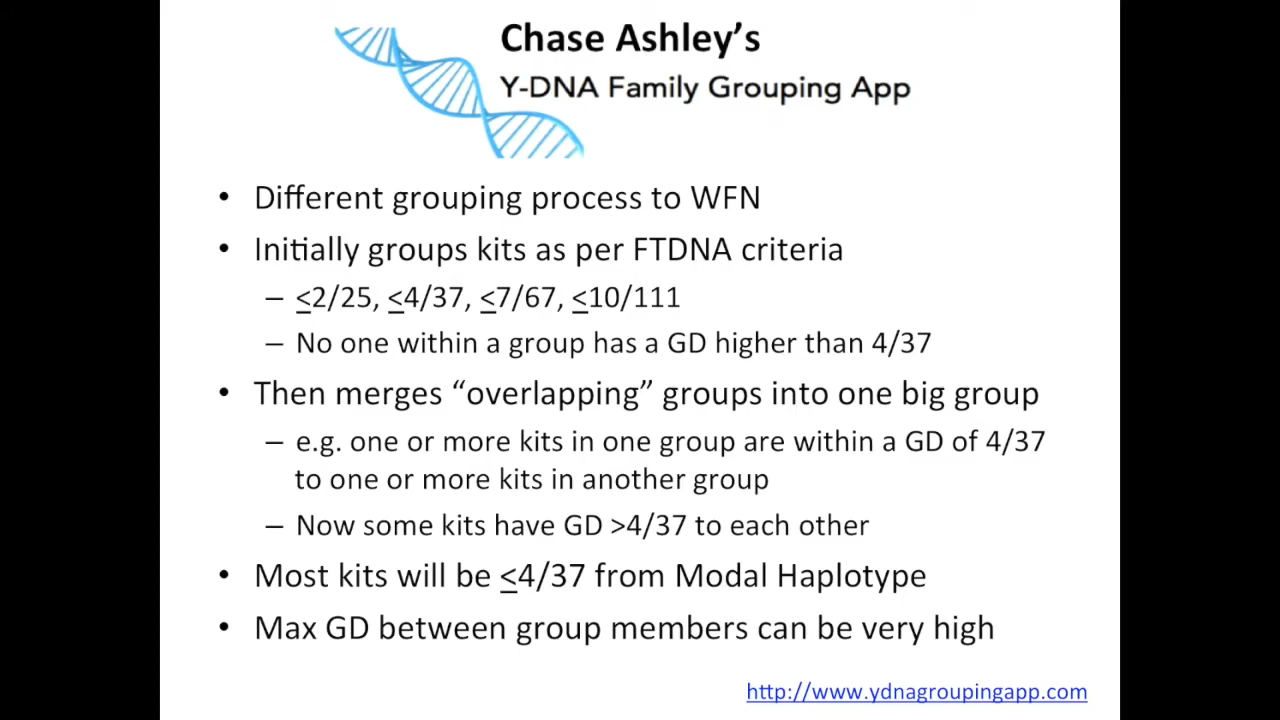 Chase Ashley’s
Y-DNA Family Grouping App
• Different grouping process to WFN
• Initially groups kits as per FTDNA criteria
– <2/25, <4/37, <7/67, <10/111
– No one within a group has a GD higher than 4/37
• Then merges “overlapping” groups into one big group
– e.g. one or more kits in one group are within a GD of 4/37
to one or more kits in another group
– Now some kits have GD >4/37 to each other
• Most kits will be <4/37 from Modal Haplotype
• Max GD between group members can be very high
http://www.ydnagroupingapp.com